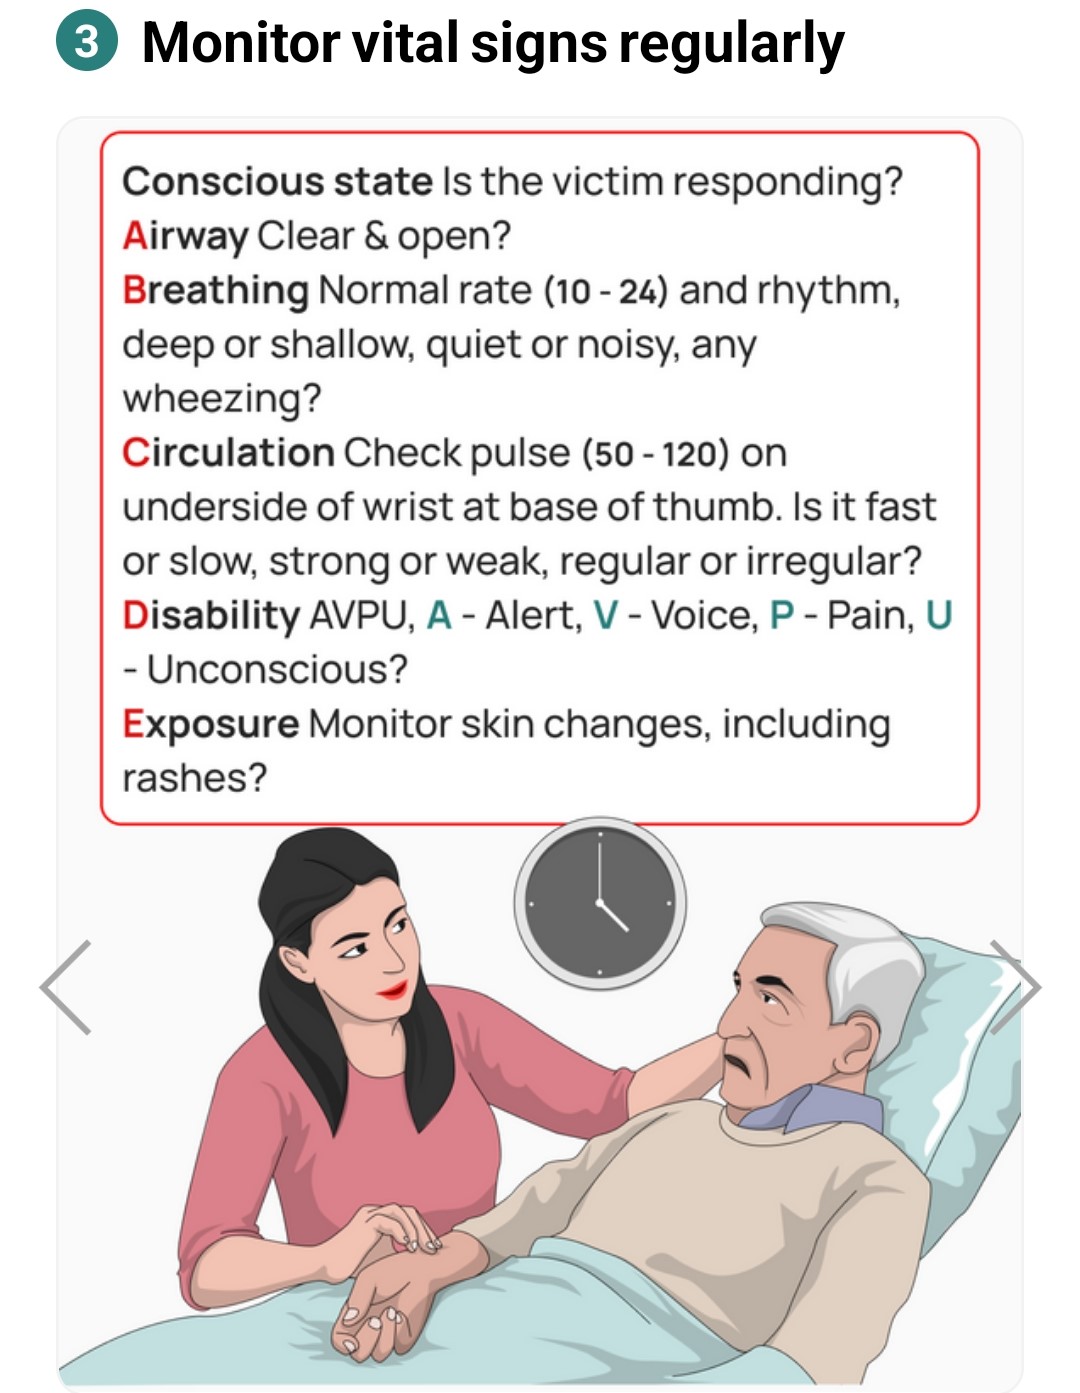 3 Monitor vital signs regularly
Conscious state Is the victim responding?
Airway Clear & open?
Breathing Normal rate (10 - 24) and rhythm,
deep or shallow, quiet or noisy, any
wheezing?
Circulation Check pulse (50 - 120) on
underside of wrist at base of thumb. Is it fast
or slow, strong or weak, regular or irregular?
Disability AVPU, A - Alert, V - Voice, P - Pain, U
- Unconscious?
Exposure Monitor skin changes, including
rashes?